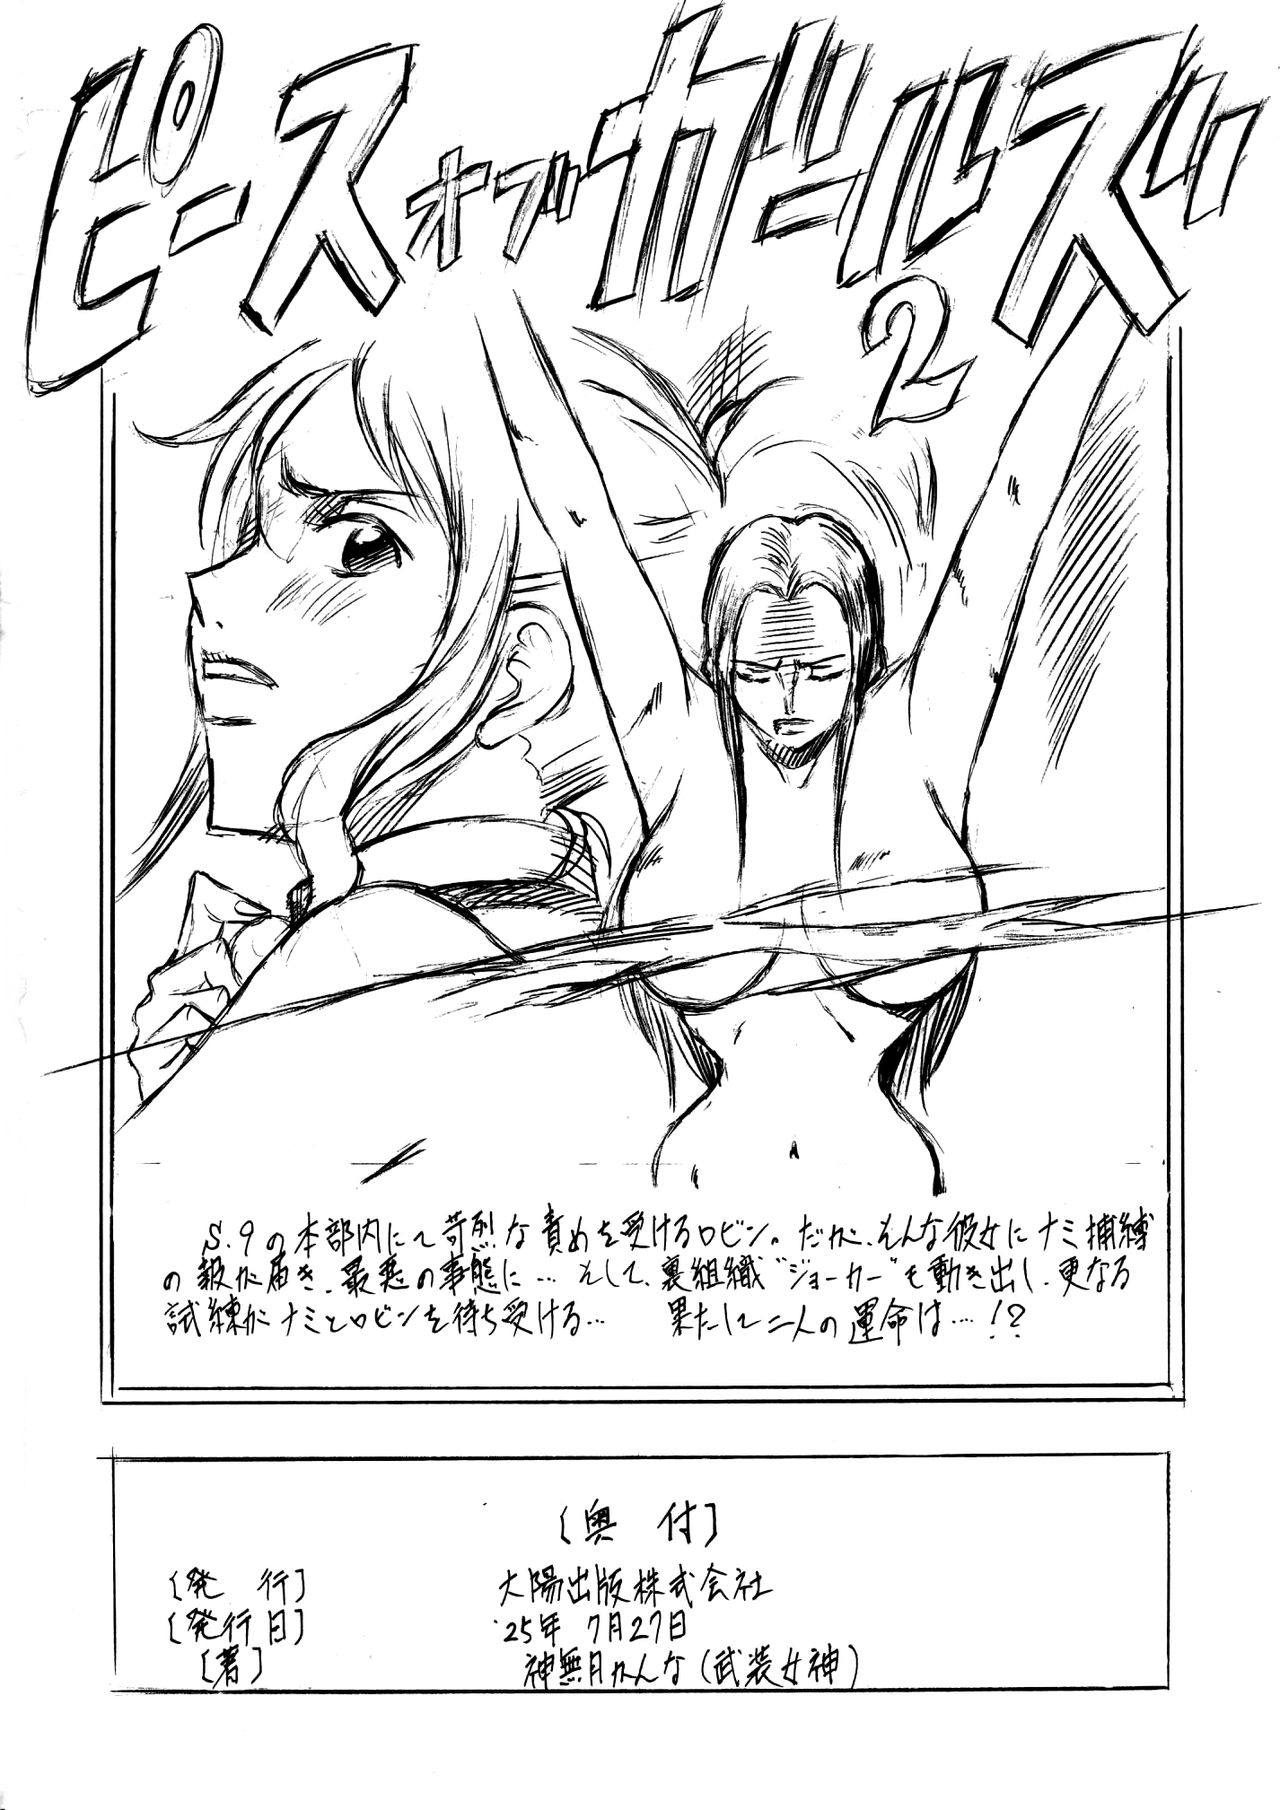 ピースオブガールズ
2
S.9の本部内にて苛烈な責めを受けるロビン。だが、そんな彼女にナミ捕縛
の報が届き、最悪の事態に… そして、裏組織"ジョーカー"も動き出し、更なる
試練がナミとロビンを待ち受ける… 果たして二人の運命は…!?
〔奥 付〕
〔発 行〕 大陽出版株式会社
〔発行日〕 '25年 7月27日
〔著〕 神無月かんな(武装女神)